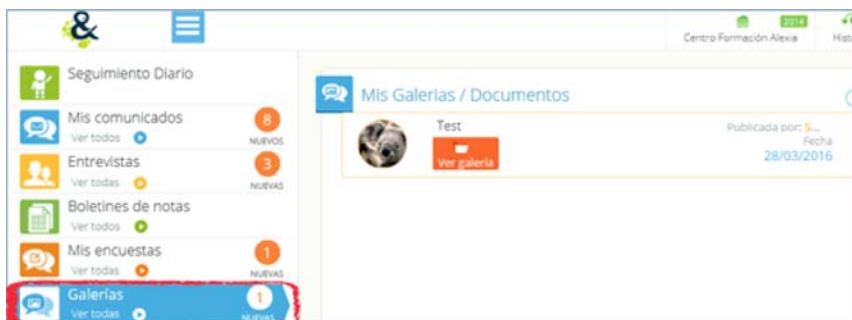 &
2014
Centro Formación Alexia
Hist
Seguimiento Diario
Mis comunicados
8
Ver todos
NUEVOS
Entrevistas
3
Ver todas
NUEVAS
Boletines de notas
Ver todos
Mis encuestas
1
Ver todas
NUEVAS
Galerías
1
Ver todas
NUEVAS
Mis Galerias / Documentos
Test
Ver galería
Publicada por: S...
Fecha
28/03/2016